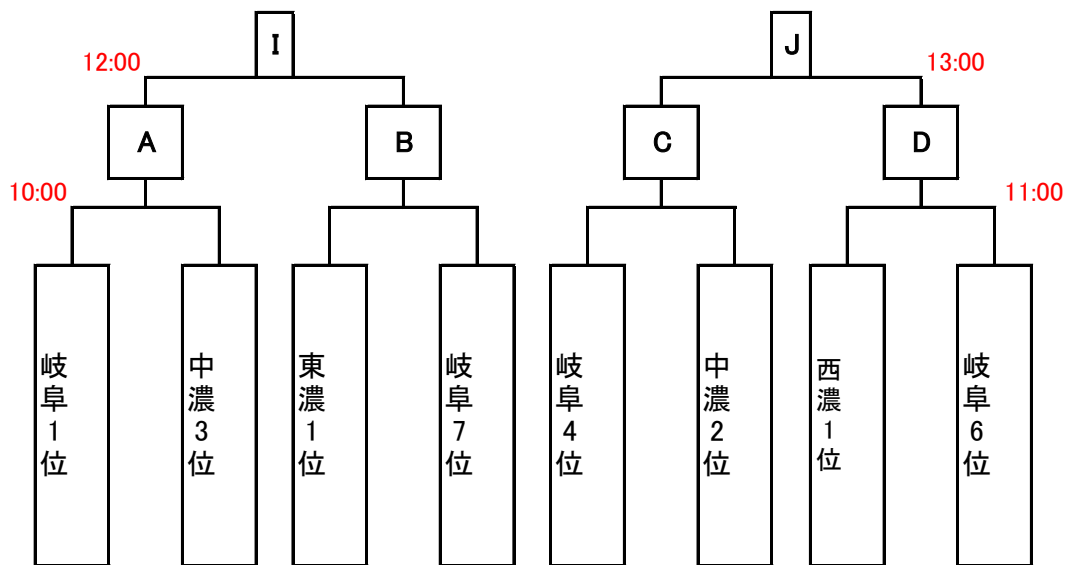 I
J
12:00
13:00
A
B
C
D
10:00
11:00
岐阜1位
中濃3位
東濃1位
岐阜7位
岐阜4位
中濃2位
西濃1位
岐阜6位